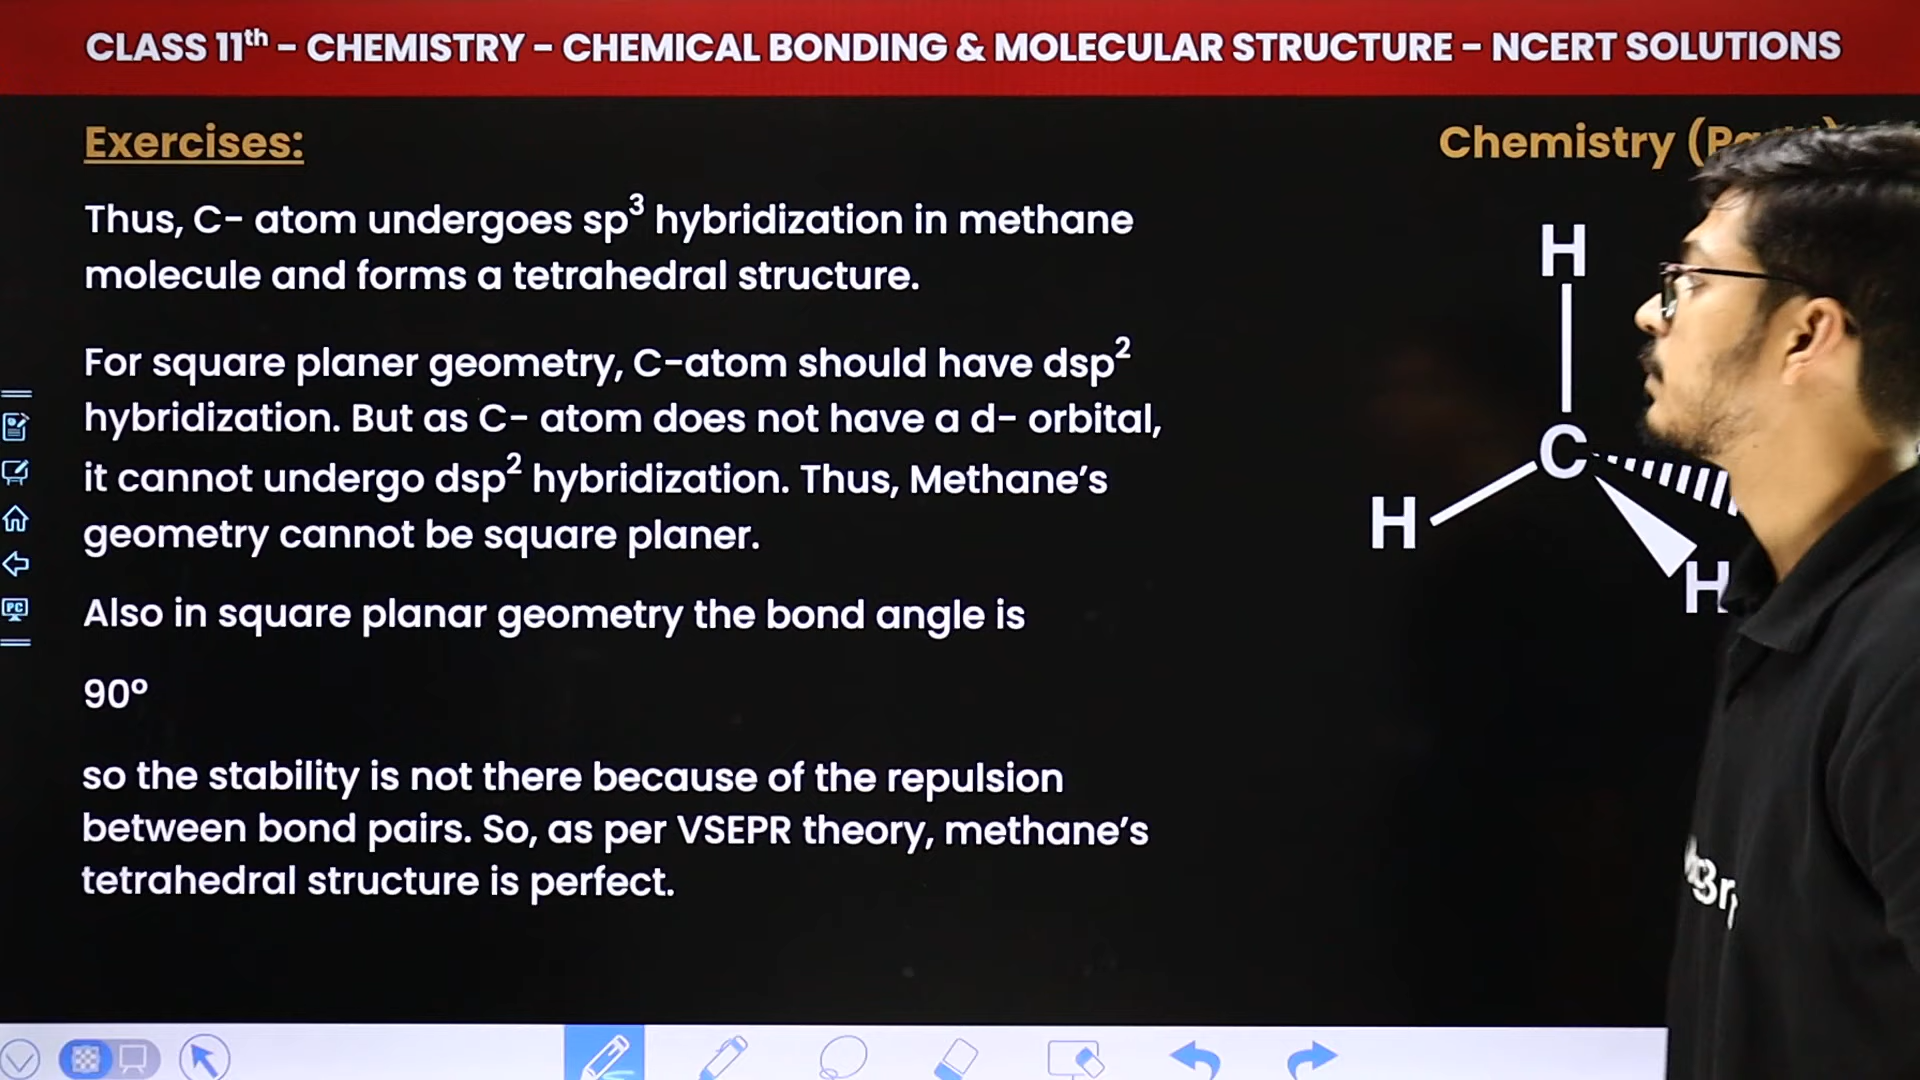 CLASS 11th – CHEMISTRY – CHEMICAL BONDING & MOLECULAR STRUCTURE – NCERT SOLUTIONS
Exercises:
Chemistry
Thus, C- atom undergoes sp³ hybridization in methane
molecule and forms a tetrahedral structure.
For square planer geometry, C-atom should have dsp²
hybridization. But as C- atom does not have a d- orbital,
it cannot undergo dsp² hybridization. Thus, Methane's
geometry cannot be square planer.
Also in square planar geometry the bond angle is
90°
so the stability is not there because of the repulsion
between bond pairs. So, as per VSEPR theory, methane's
tetrahedral structure is perfect.
H
C
H
H
PC